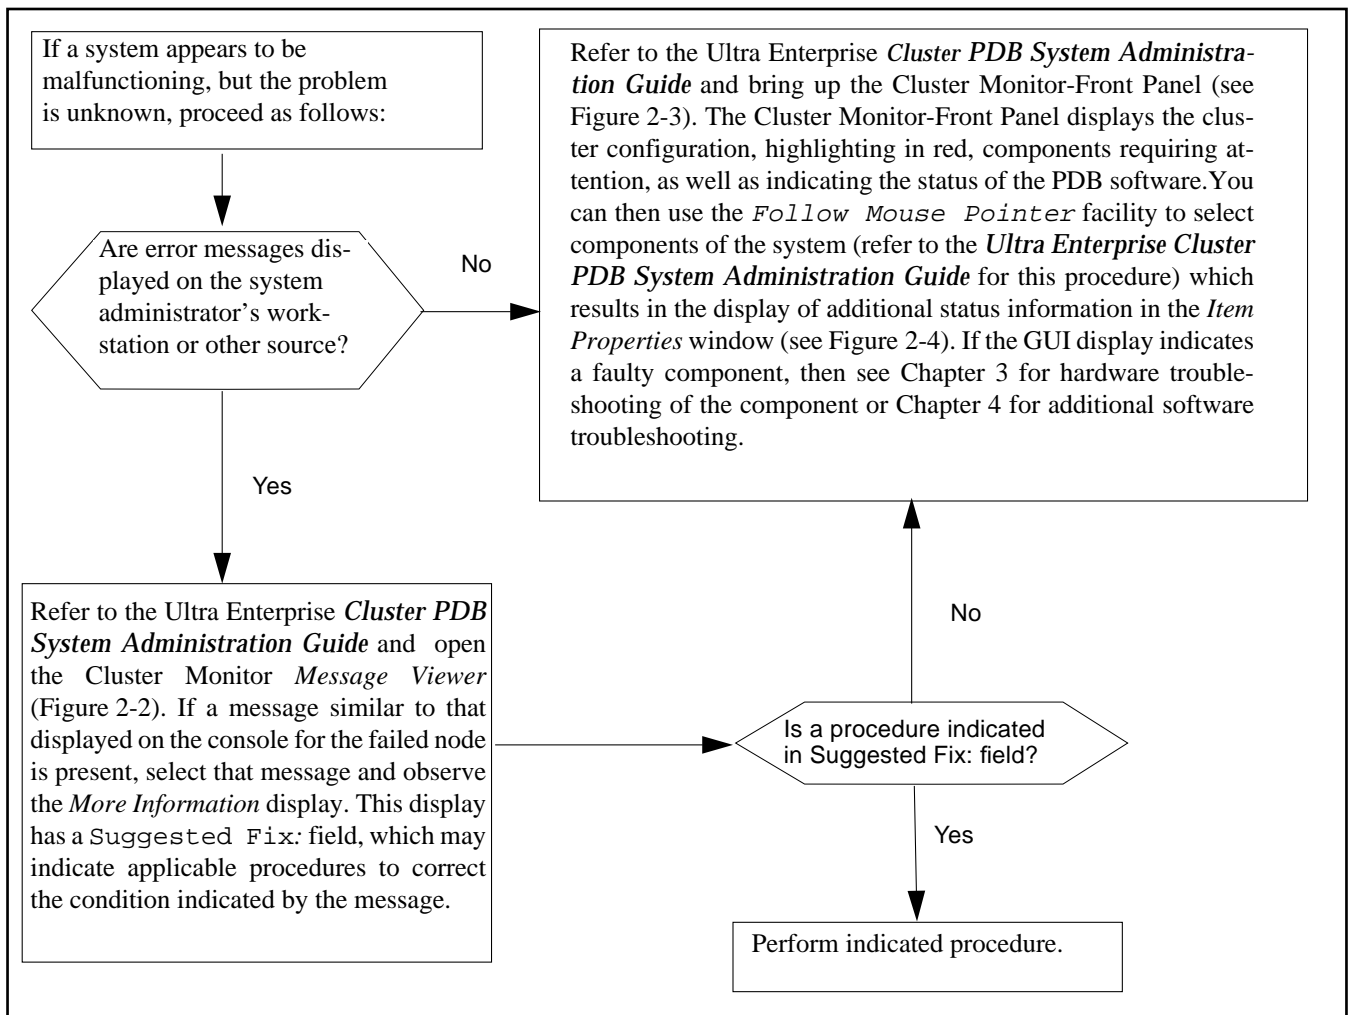 If a system appears to be
malfunctioning, but the problem
is unknown, proceed as follows:
Are error messages dis-
played on the system
administrator’s work-
station or other source?
No
Refer to the Ultra Enterprise Cluster PDB System Administra-
tion Guide and bring up the Cluster Monitor-Front Panel (see
Figure 2-3). The Cluster Monitor-Front Panel displays the clus-
ter configuration, highlighting in red, components requiring at-
tention, as well as indicating the status of the PDB software.You
can then use the Follow Mouse Pointer facility to select
components of the system (refer to the Ultra Enterprise Cluster
PDB System Administration Guide for this procedure) which
results in the display of additional status information in the Item
Properties window (see Figure 2-4). If the GUI display indicates
a faulty component, then see Chapter 3 for hardware trouble-
shooting of the component or Chapter 4 for additional software
troubleshooting.
Yes
Refer to the Ultra Enterprise Cluster PDB
System Administration Guide and open
the Cluster Monitor Message Viewer
(Figure 2-2). If a message similar to that
displayed on the console for the failed node
is present, select that message and observe
the More Information display. This display
has a Suggested Fix: field, which may
indicate applicable procedures to correct
the condition indicated by the message.
No
Is a procedure indicated
in Suggested Fix: field?
Yes
Perform indicated procedure.